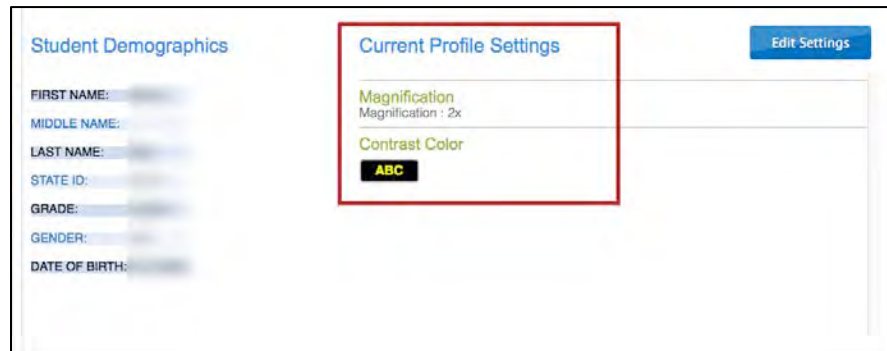 Student Demographics
FIRST NAME:
MIDDLE NAME:
LAST NAME:
STATE ID:
GRADE:
GENDER:
DATE OF BIRTH:
Current Profile Settings
Edit Settings
Magnification
Magnification : 2x
Contrast Color
ABC